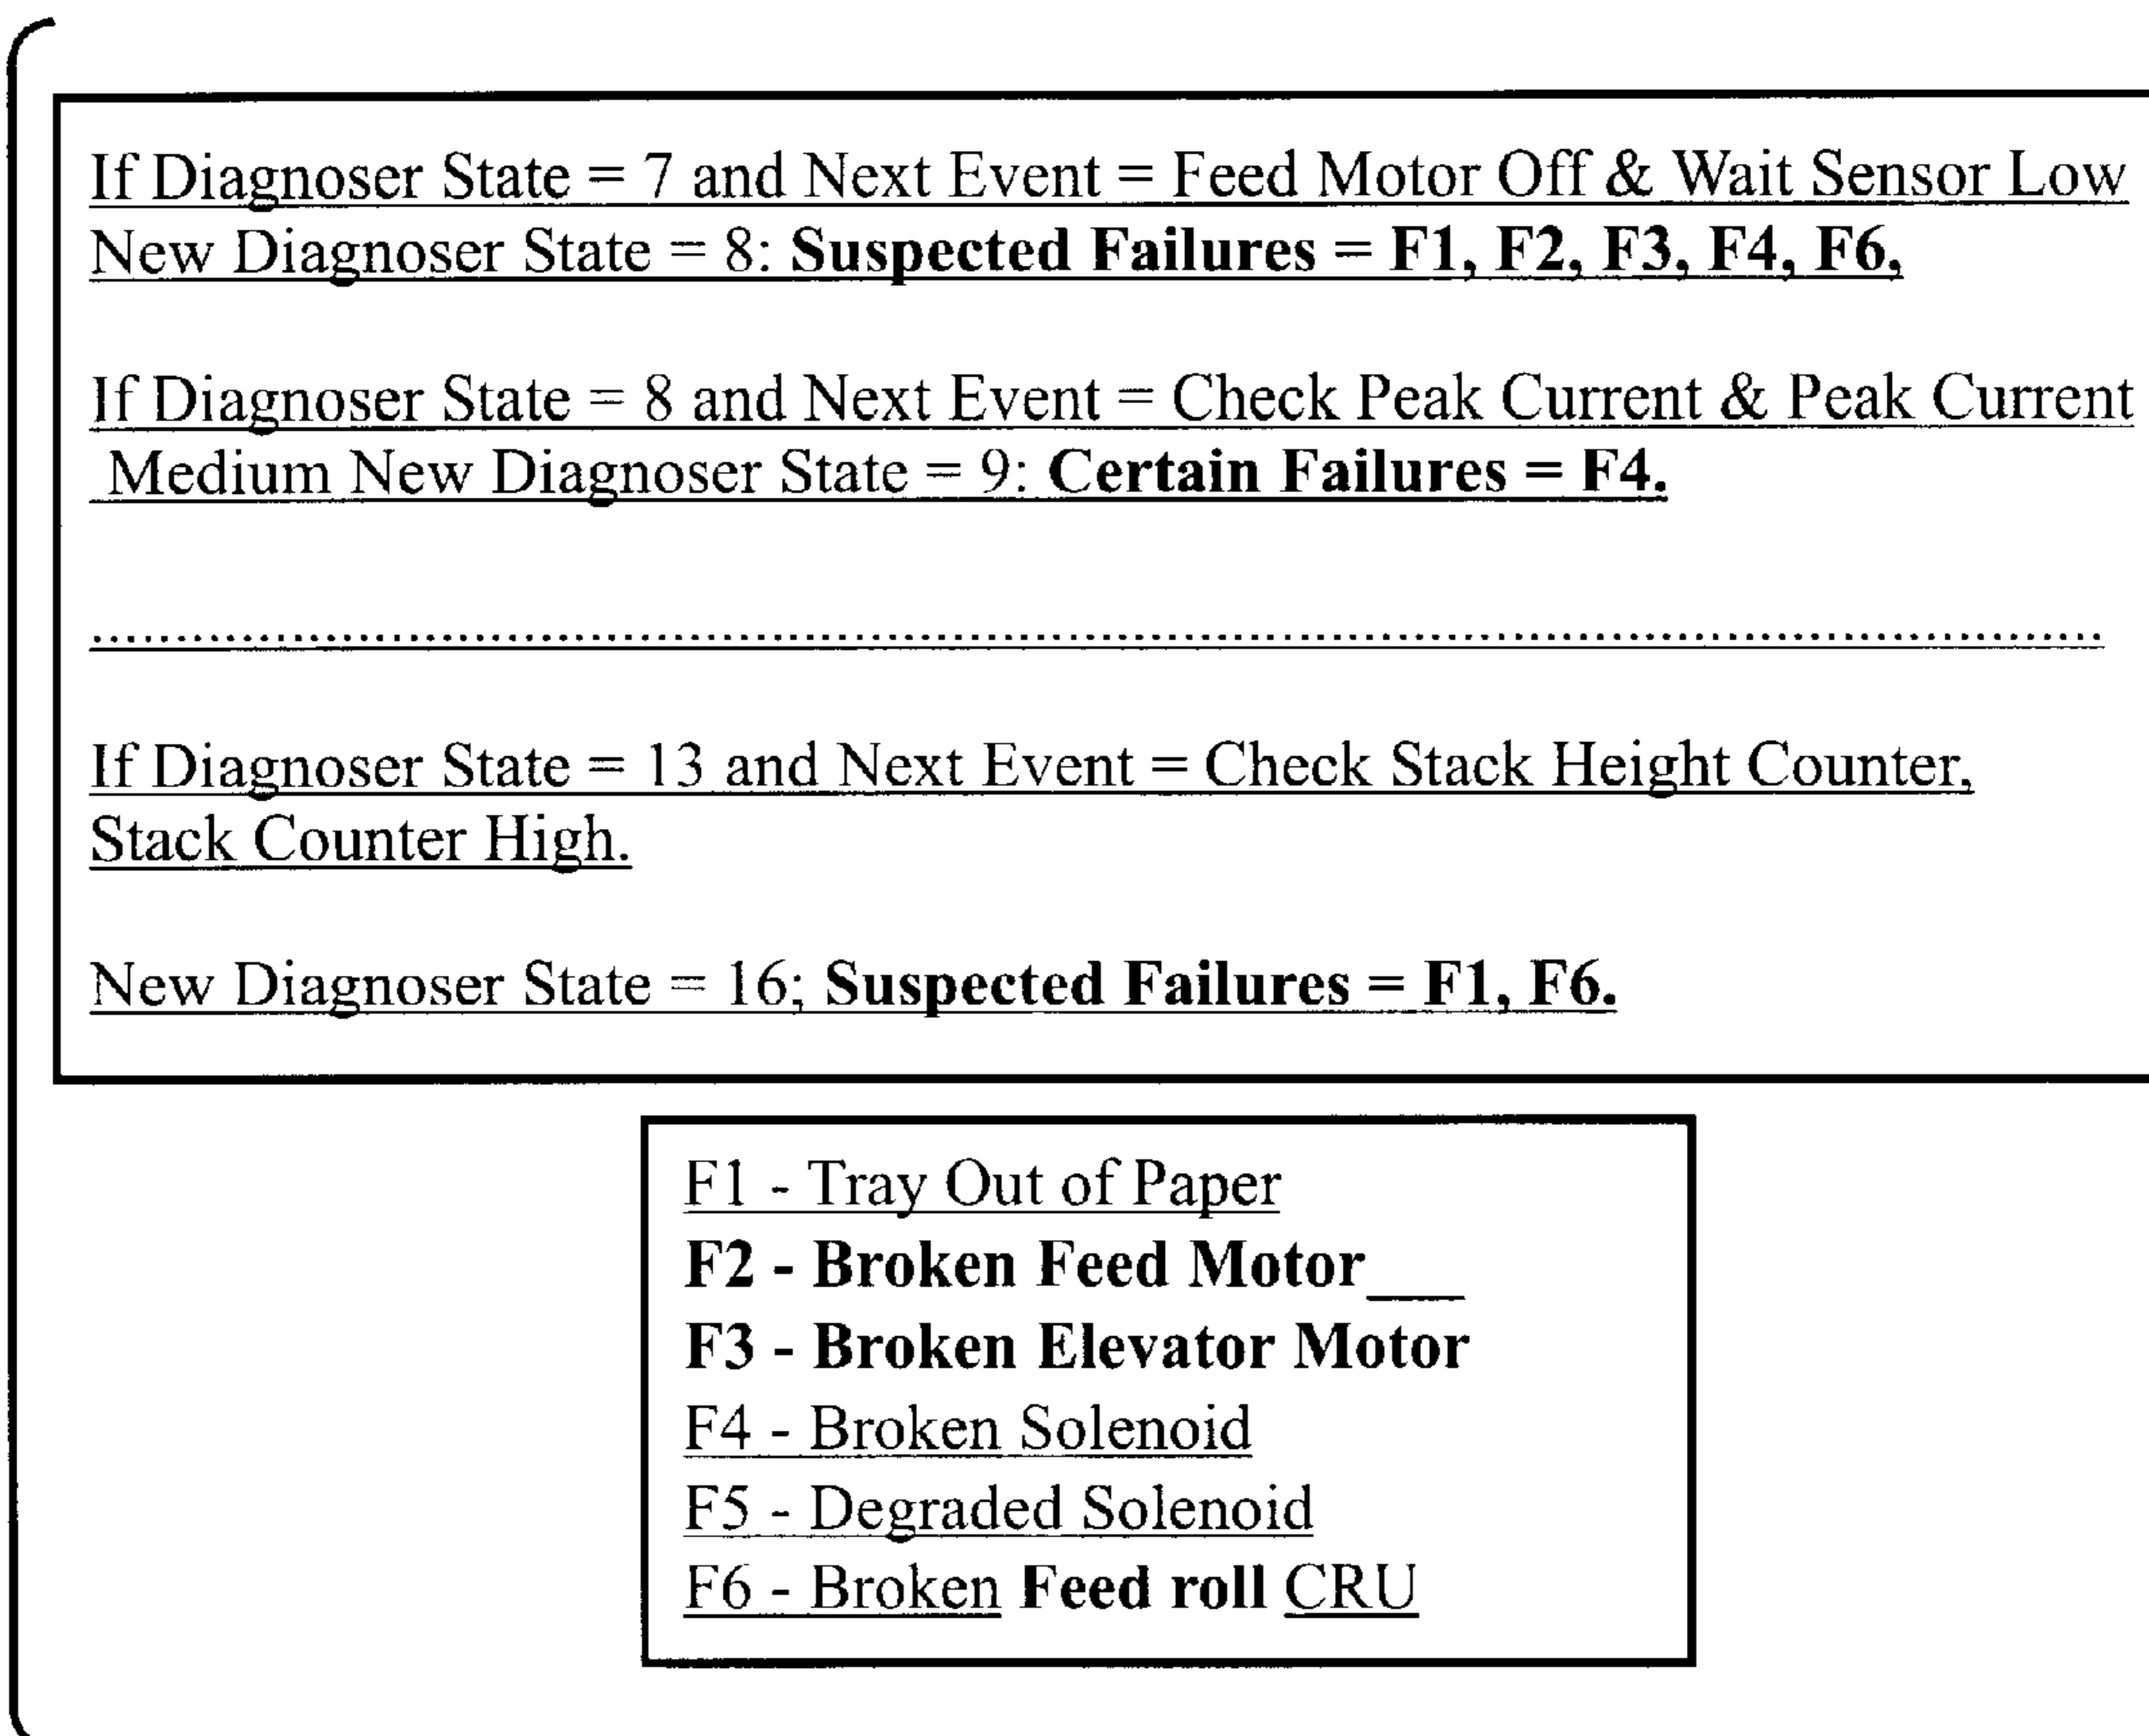 If Diagnoser State = 7 and Next Event = Feed Motor Off & Wait Sensor Low
New Diagnoser State = 8: Suspected Failures = F1, F2, F3, F4, F6,
If Diagnoser State = 8 and Next Event = Check Peak Current & Peak Current
Medium New Diagnoser State = 9: Certain Failures = F4.
................................................................................
If Diagnoser State = 13 and Next Event = Check Stack Height Counter,
Stack Counter High.
New Diagnoser State = 16; Suspected Failures = F1, F6.
F1 - Tray Out of Paper
F2 - Broken Feed Motor
F3 - Broken Elevator Motor
F4 - Broken Solenoid
F5 - Degraded Solenoid
F6 - Broken Feed roll CRU